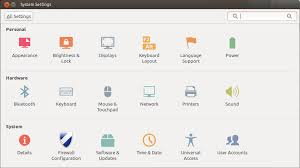 System Settings
All Settings
Personal
Appearance
Brightness &
Lock
Displays
Keyboard
Layout
Language
Support
Power
Hardware
Bluetooth
Keyboard
Mouse &
Touchpad
Network
Printers
Sound
System
Details
Firewall
Configuration
Software &
Updates
Time & Date
Universal
Access
User Accounts